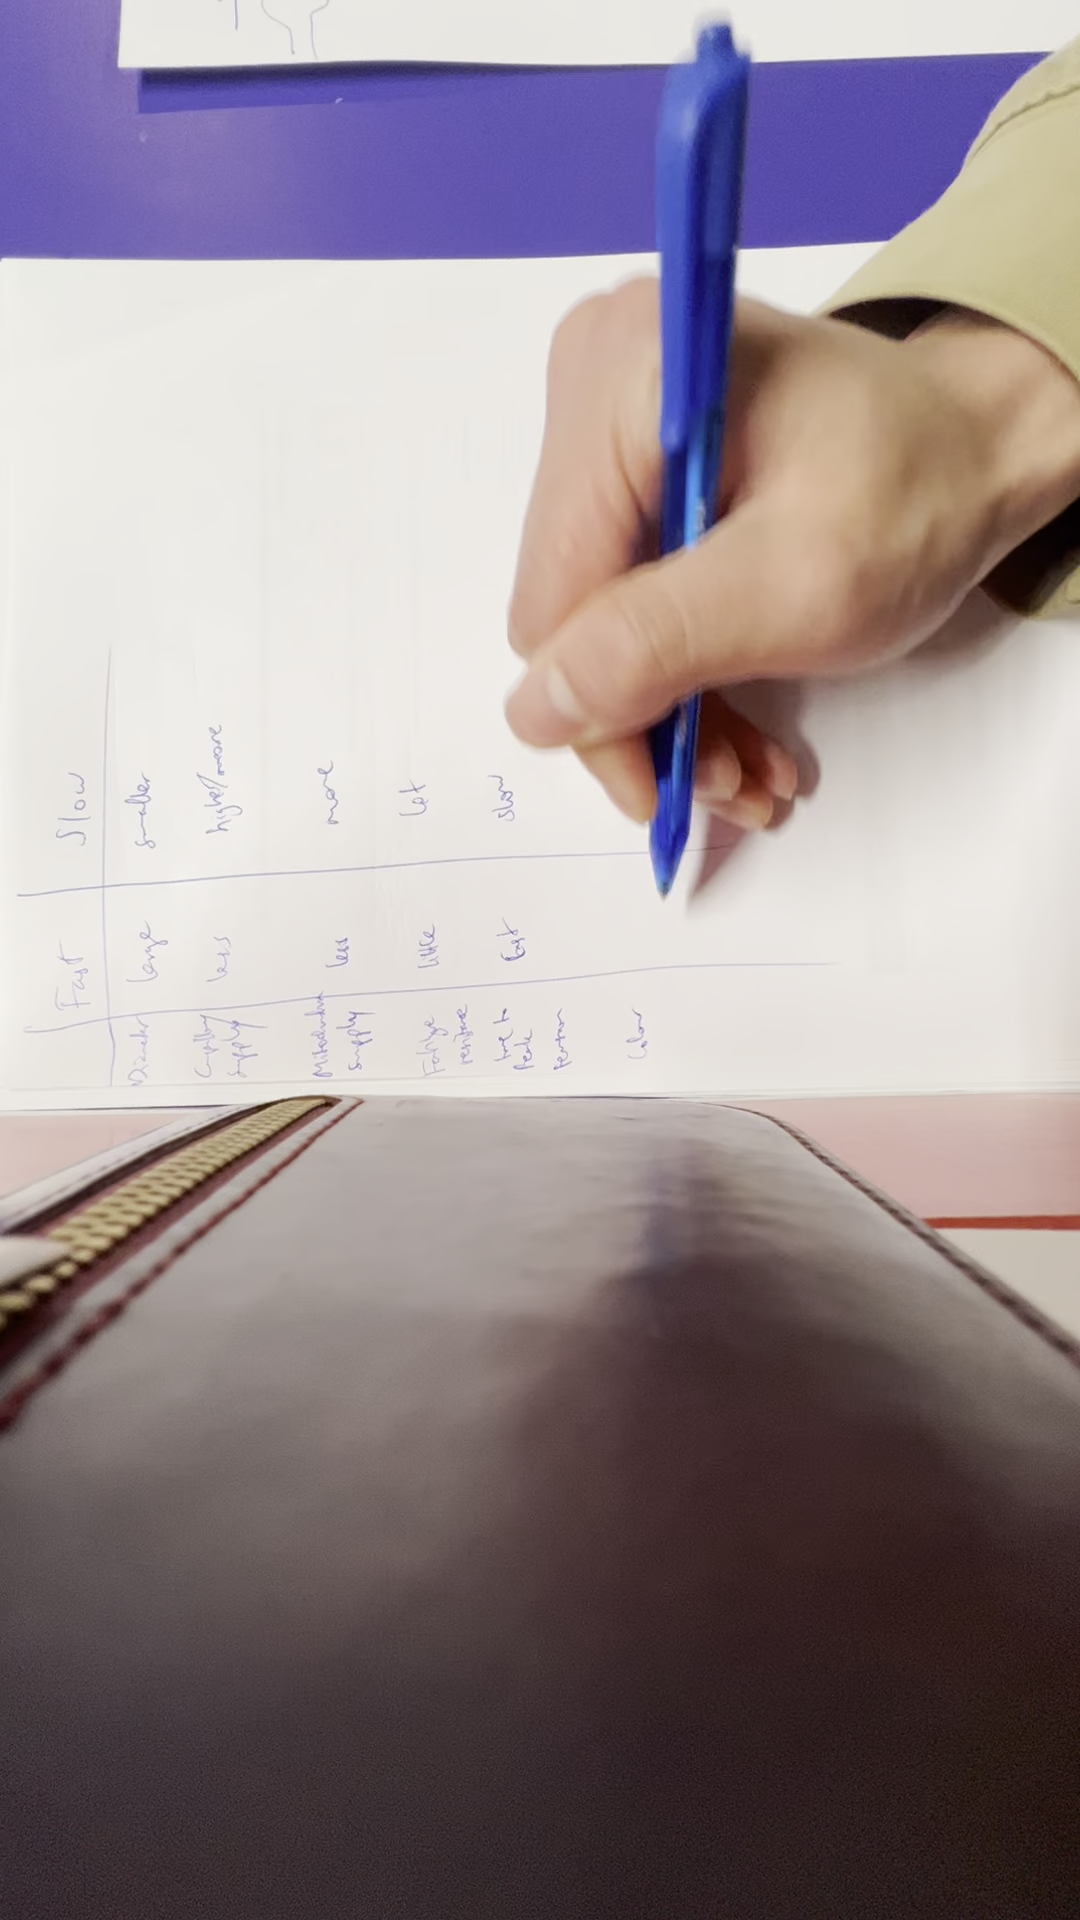 Fast Slow
Diameter large smaller
Capillary supply less higher/more
Mitochondria supply less more
Fatigue resistance little lot
time to Peak tension fast slow
Colour